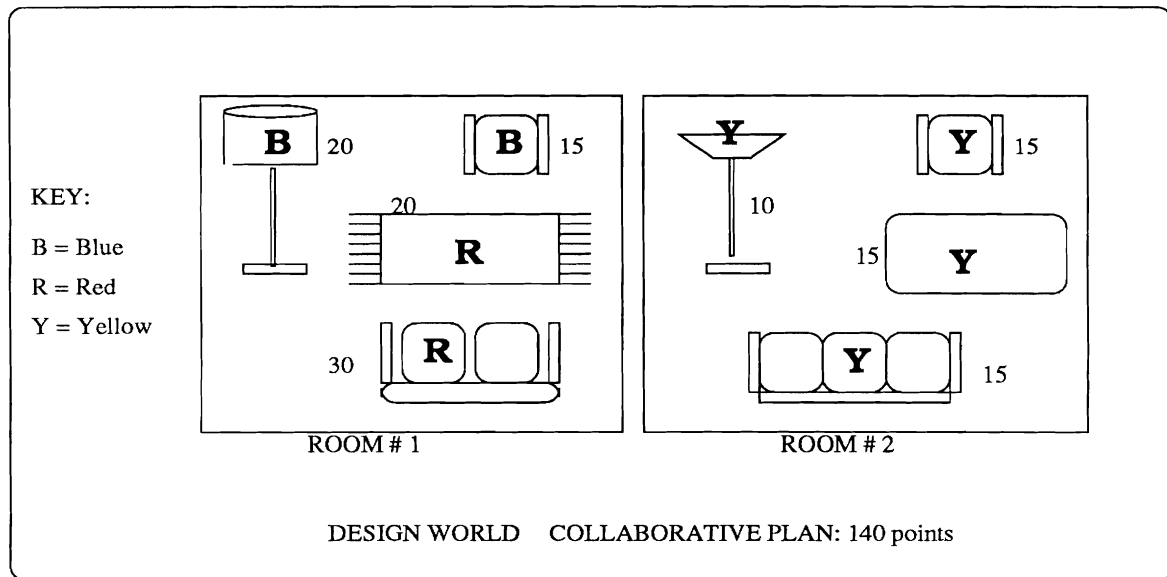 B 20
B 15
20
R
R
30
ROOM # 1
Y
Y 15
10
15 Y
Y 15
ROOM # 2
KEY:
B = Blue
R = Red
Y = Yellow
DESIGN WORLD COLLABORATIVE PLAN: 140 points